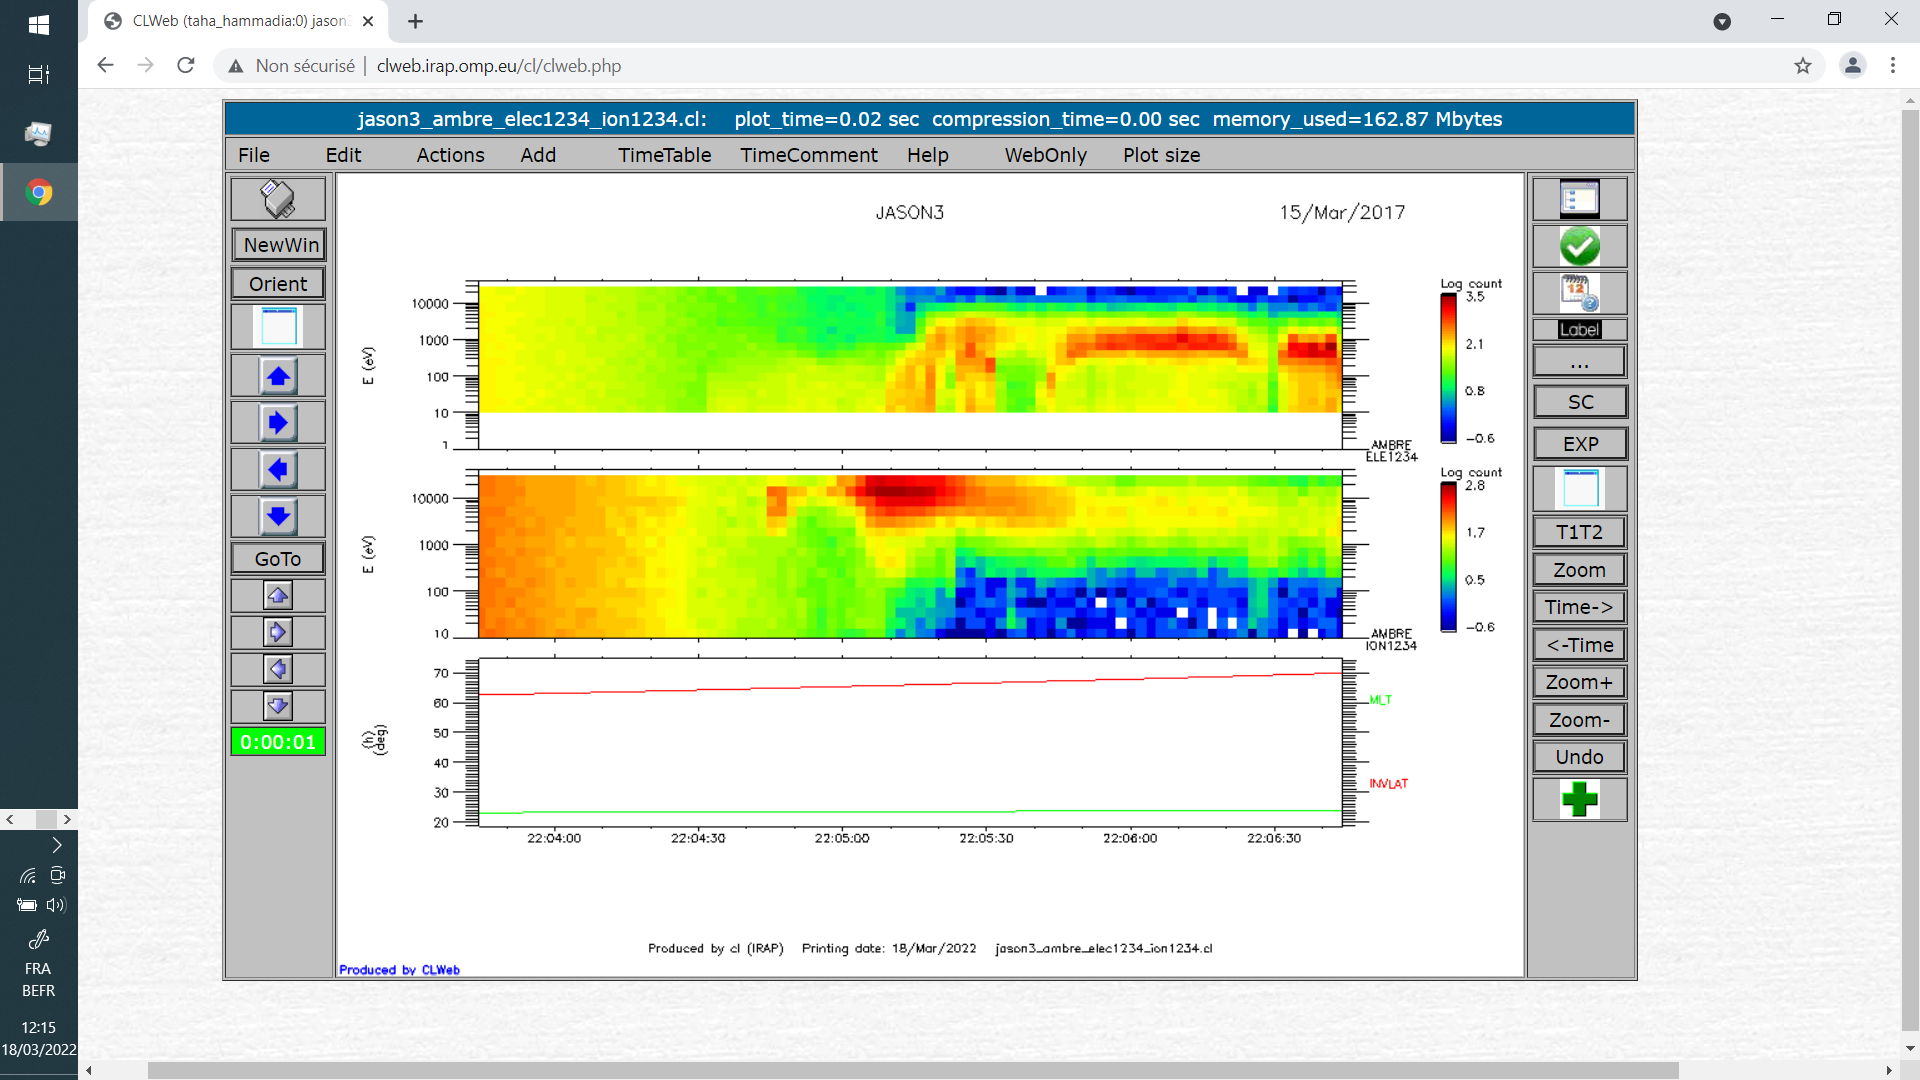 CLWeb (taha_hammadia:0) jason3
Non sécurisé | clweb.irap.omp.eu/cl/clweb.php
jason3_ambre_elec1234_ion1234.cl: plot_time=0.02 sec compression_time=0.00 sec memory_used=162.87 Mbytes
File Edit Actions Add TimeTable TimeComment Help WebOnly Plot size
NewWin
Orient
GoTo
0:00:01
JASON3 15/Mar/2017
Log count
3.5
2.1
0.8
-0.6
E (eV)
10000
1000
100
10
1
AMBRE
ELE1234
Log count
2.8
1.7
0.5
-0.6
E (eV)
10000
1000
100
10
AMBRE
ION1234
(h)
(deg)
70
60
50
40
30
20
MLT
INVLAT
22:04:00 22:04:30 22:05:00 22:05:30 22:06:00 22:06:30
Produced by cl (IRAP) Printing date: 18/Mar/2022 jason3_ambre_elec1234_ion1234.cl
Produced by CLWeb
12
Label
...
SC
EXP
T1T2
Zoom
Time->
<-Time
Zoom+
Zoom-
Undo
FRA
BEFR
12:15
18/03/2022